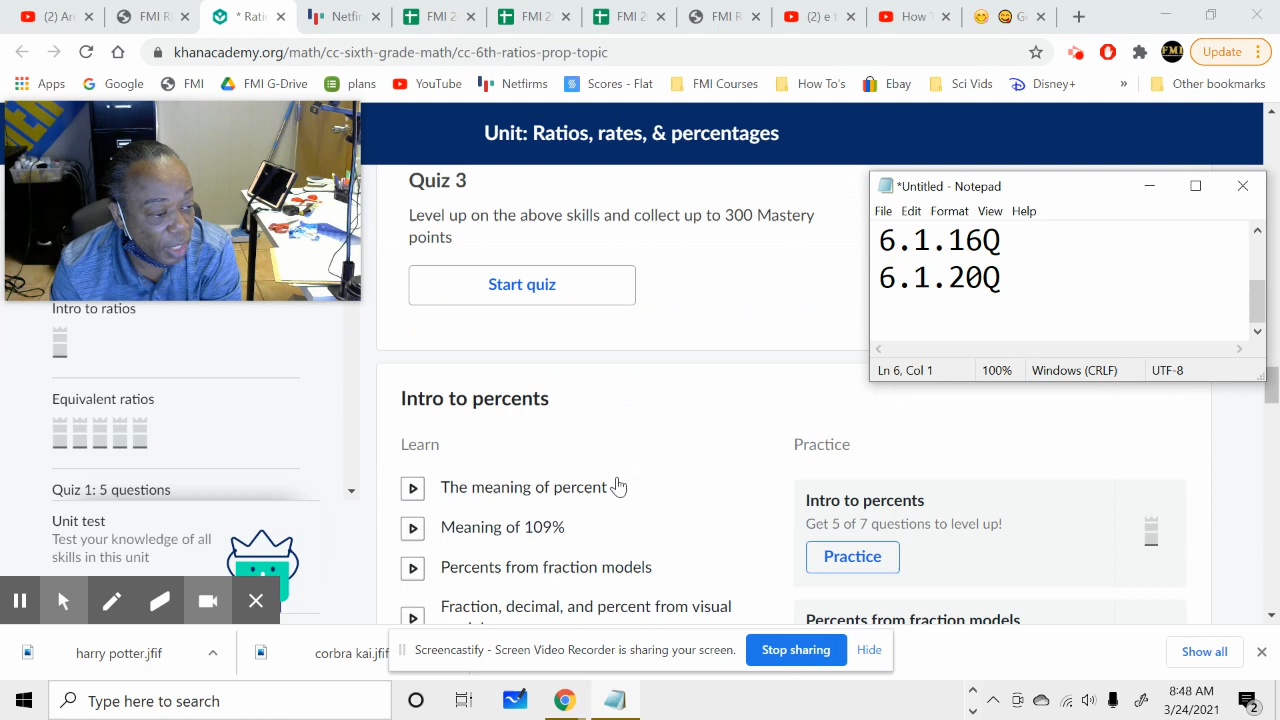 (2) Ar
FMI R
* Rati
Netfir
FMI 2
FMI 2
FMI 2
FMI R
(2) e
How
G
khanacademy.org/math/cc-sixth-grade-math/cc-6th-ratios-prop-topic
FMI
Update
Apps
Google
FMI
FMI G-Drive
plans
YouTube
Netfirms
Scores - Flat
FMI Courses
How To's
Ebay
Sci Vids
Disney+
»
Other bookmarks
Unit: Ratios, rates, & percentages
Quiz 3
Level up on the above skills and collect up to 300 Mastery
points
Start quiz
*Untitled - Notepad
File Edit Format View Help
6.1.16Q
6.1.20Q
Ln 6, Col 1
100%
Windows (CRLF)
UTF-8
Intro to ratios
Equivalent ratios
Quiz 1: 5 questions
Unit test
Test your knowledge of all
skills in this unit
Intro to percents
Learn
The meaning of percent
Meaning of 109%
Percents from fraction models
Fraction, decimal, and percent from visual
Practice
Intro to percents
Get 5 of 7 questions to level up!
Practice
Percents from fraction models
harry potter.jfif
corbra kai.jfif
Screencastify - Screen Video Recorder is sharing your screen.
Stop sharing
Hide
Show all
Type here to search
8:48 AM
3/24/2021
2